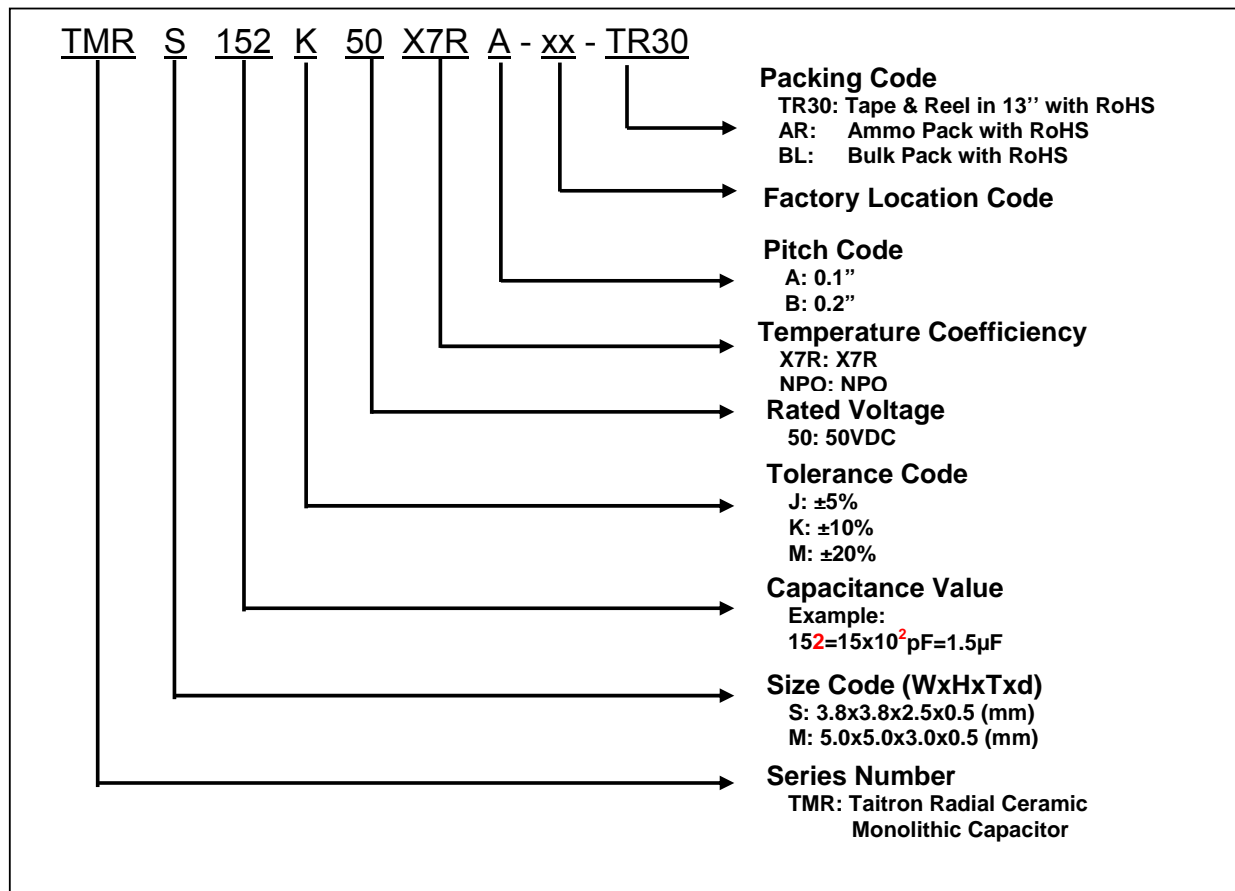 TMR S 152 K 50 X7R A - xx - TR30
Packing Code
TR30: Tape & Reel in 13’’ with RoHS
AR: Ammo Pack with RoHS
BL: Bulk Pack with RoHS
Factory Location Code
Pitch Code
A: 0.1”
B: 0.2”
Temperature Coefficiency
X7R: X7R
NPO: NPO
Rated Voltage
50: 50VDC
Tolerance Code
J: ±5%
K: ±10%
M: ±20%
Capacitance Value
Example:
152=15x10²pF=1.5µF
Size Code (WxHxTxd)
S: 3.8x3.8x2.5x0.5 (mm)
M: 5.0x5.0x3.0x0.5 (mm)
Series Number
TMR: Taitron Radial Ceramic
Monolithic Capacitor